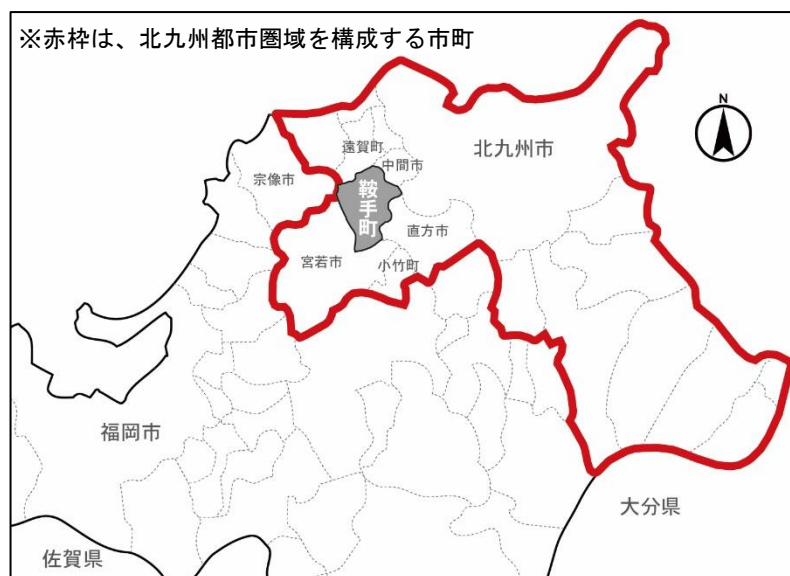 ※赤枠は、北九州都市圏域を構成する市町
N
北九州市
遠賀町
中間市
宗像市
鞍手町
直方市
宮若市
小竹町
福岡市
大分県
佐賀県